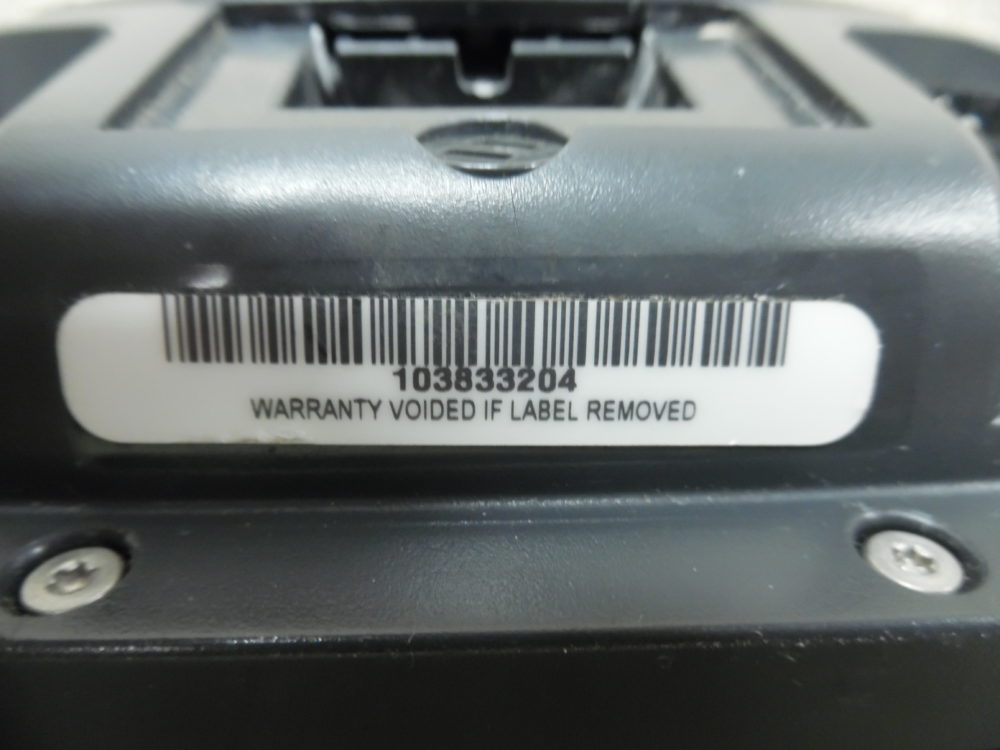 103833204
WARRANTY VOIDED IF LABEL REMOVED